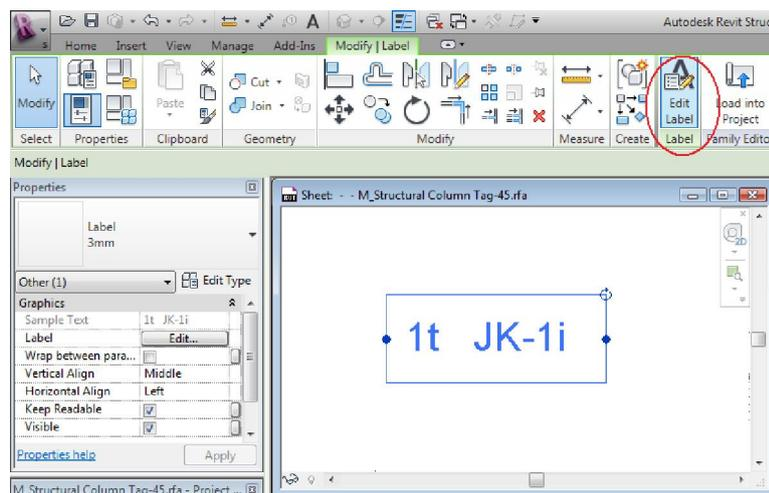 Autodesk Revit Struc
Home Insert View Manage Add-Ins Modify | Label
Modify Paste Cut Join Edit Label Load into Project
Select Properties Clipboard Geometry Modify Measure Create Label Family Edito
Modify | Label
Properties
Label
3mm
Other (1) Edit Type
Graphics
Sample Text 1t JK-1i
Label Edit...
Wrap between para...
Vertical Align Middle
Horizontal Align Left
Keep Readable
Visible
Properties help Apply
M_Structural Column Tag-45.rfa - Project ...
Sheet: - - M_Structural Column Tag-45.rfa
2D
1t JK-1i